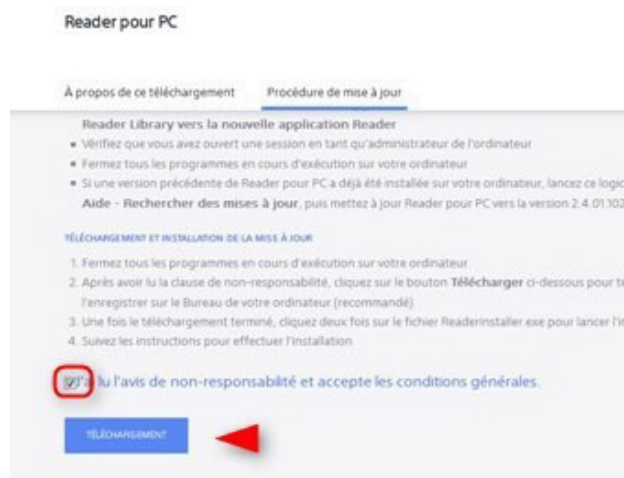 Reader pour PC
À propos de ce téléchargement Procédure de mise à jour
Reader Library vers la nouvelle application Reader
Vérifiez que vous avez ouvert une session en tant qu'administrateur de l'ordinateur
Fermez tous les programmes en cours d'exécution sur votre ordinateur
Si une version précédente de Reader pour PC a déjà été installée sur votre ordinateur, lancez ce logic
Aide - Rechercher des mises à jour, puis mettez à jour Reader pour PC vers la version 2.4.01.102
TÉLÉCHARGEMENT ET INSTALLATION DE LA MISE À JOUR
1. Fermez tous les programmes en cours d'exécution sur votre ordinateur
2. Après avoir lu la clause de non-responsabilité, cliquez sur le bouton Télécharger ci-dessous pour té
l'enregistrer sur le Bureau de votre ordinateur (recommandé)
3. Une fois le téléchargement terminé, cliquez deux fois sur le fichier ReaderInstaller.exe pour lancer l'in
4. Suivez les instructions pour effectuer l'installation
J'ai lu l'avis de non-responsabilité et accepte les conditions générales.
TÉLÉCHARGEMENT